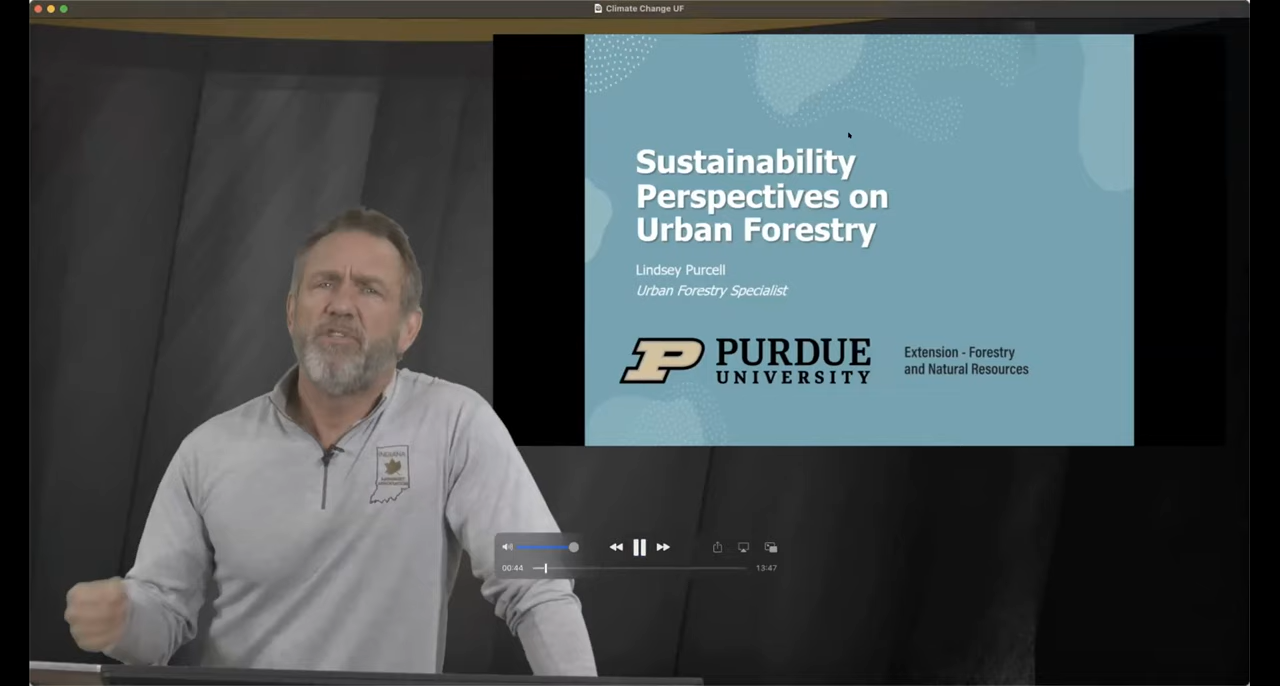 Climate Change UF
Sustainability
Perspectives on
Urban Forestry
Lindsey Purcell
Urban Forestry Specialist
PURDUE
UNIVERSITY
Extension - Forestry
and Natural Resources
INDIANA
00:44
13:47